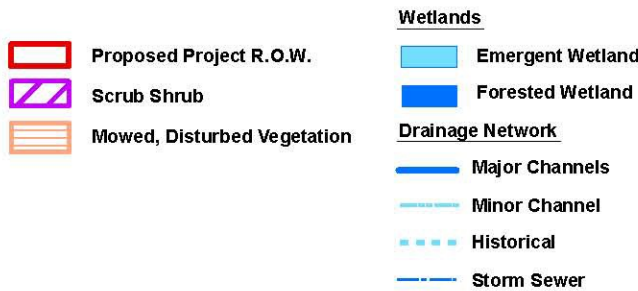 Proposed Project R.O.W.
Scrub Shrub
Mowed, Disturbed Vegetation
Wetlands
Emergent Wetland
Forested Wetland
Drainage Network
Major Channels
Minor Channel
Historical
Storm Sewer